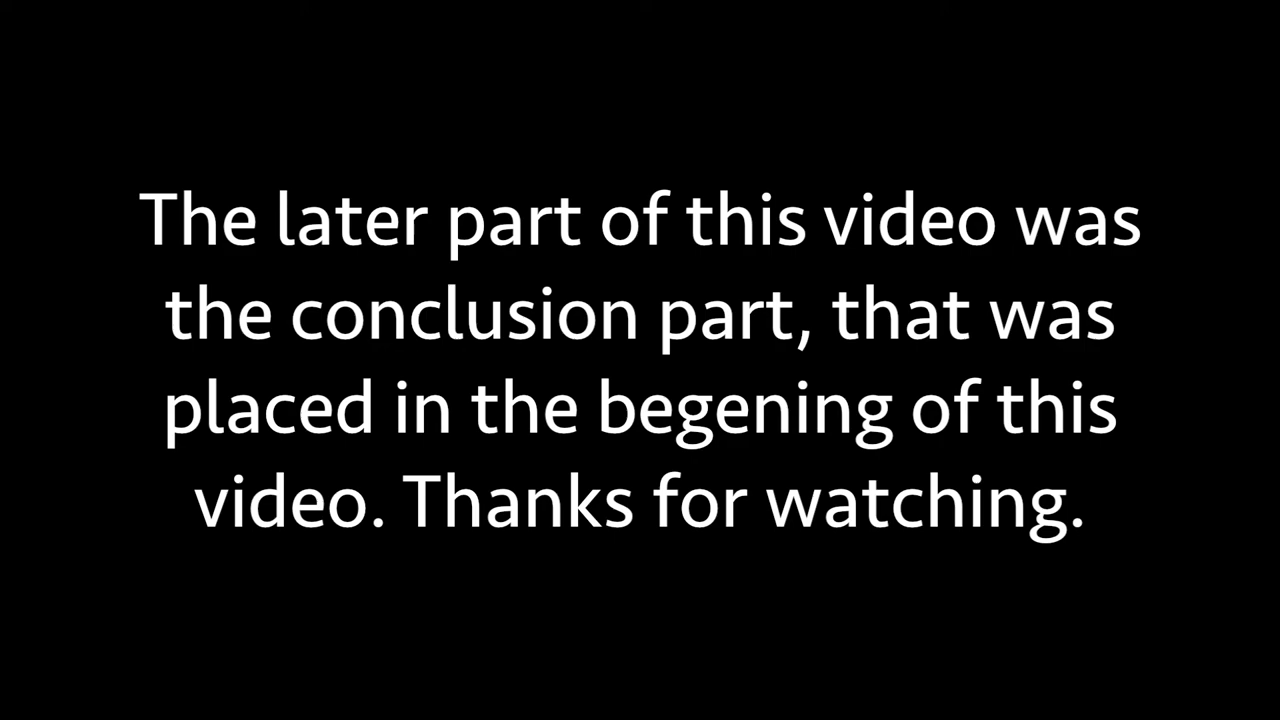 The later part of this video was
the conclusion part, that was
placed in the begening of this
video. Thanks for watching.